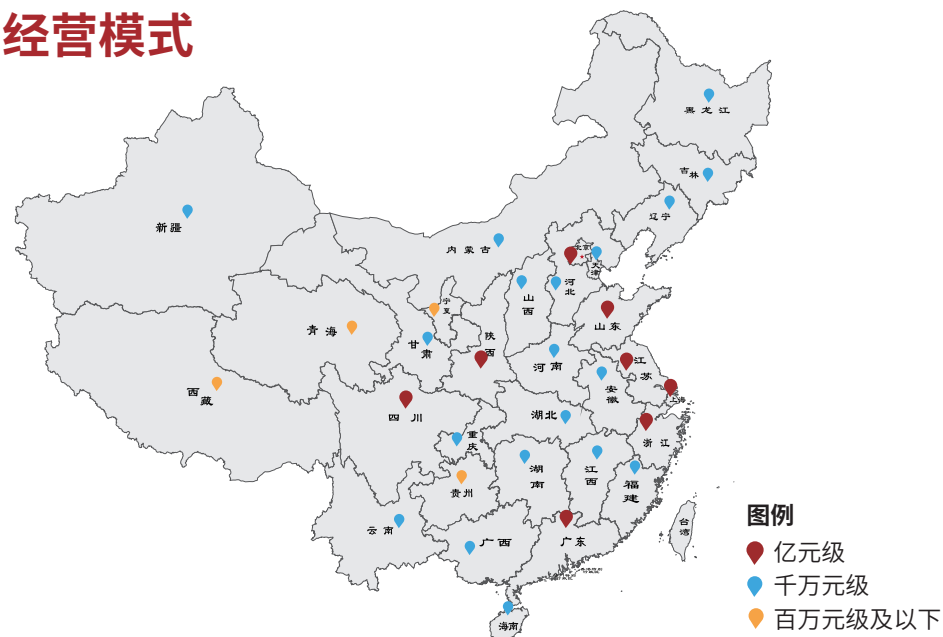 经营模式
黑龙江
吉林
辽宁
新疆
内蒙古
北京
天津
河北
山西
宁夏
青海
甘肃
陕西
山东
河南
江苏
安徽
上海
西藏
四川
重庆
湖北
浙江
湖南
江西
福建
贵州
云南
广西
广东
台湾
海南
图例
亿元级
千万元级
百万元级及以下